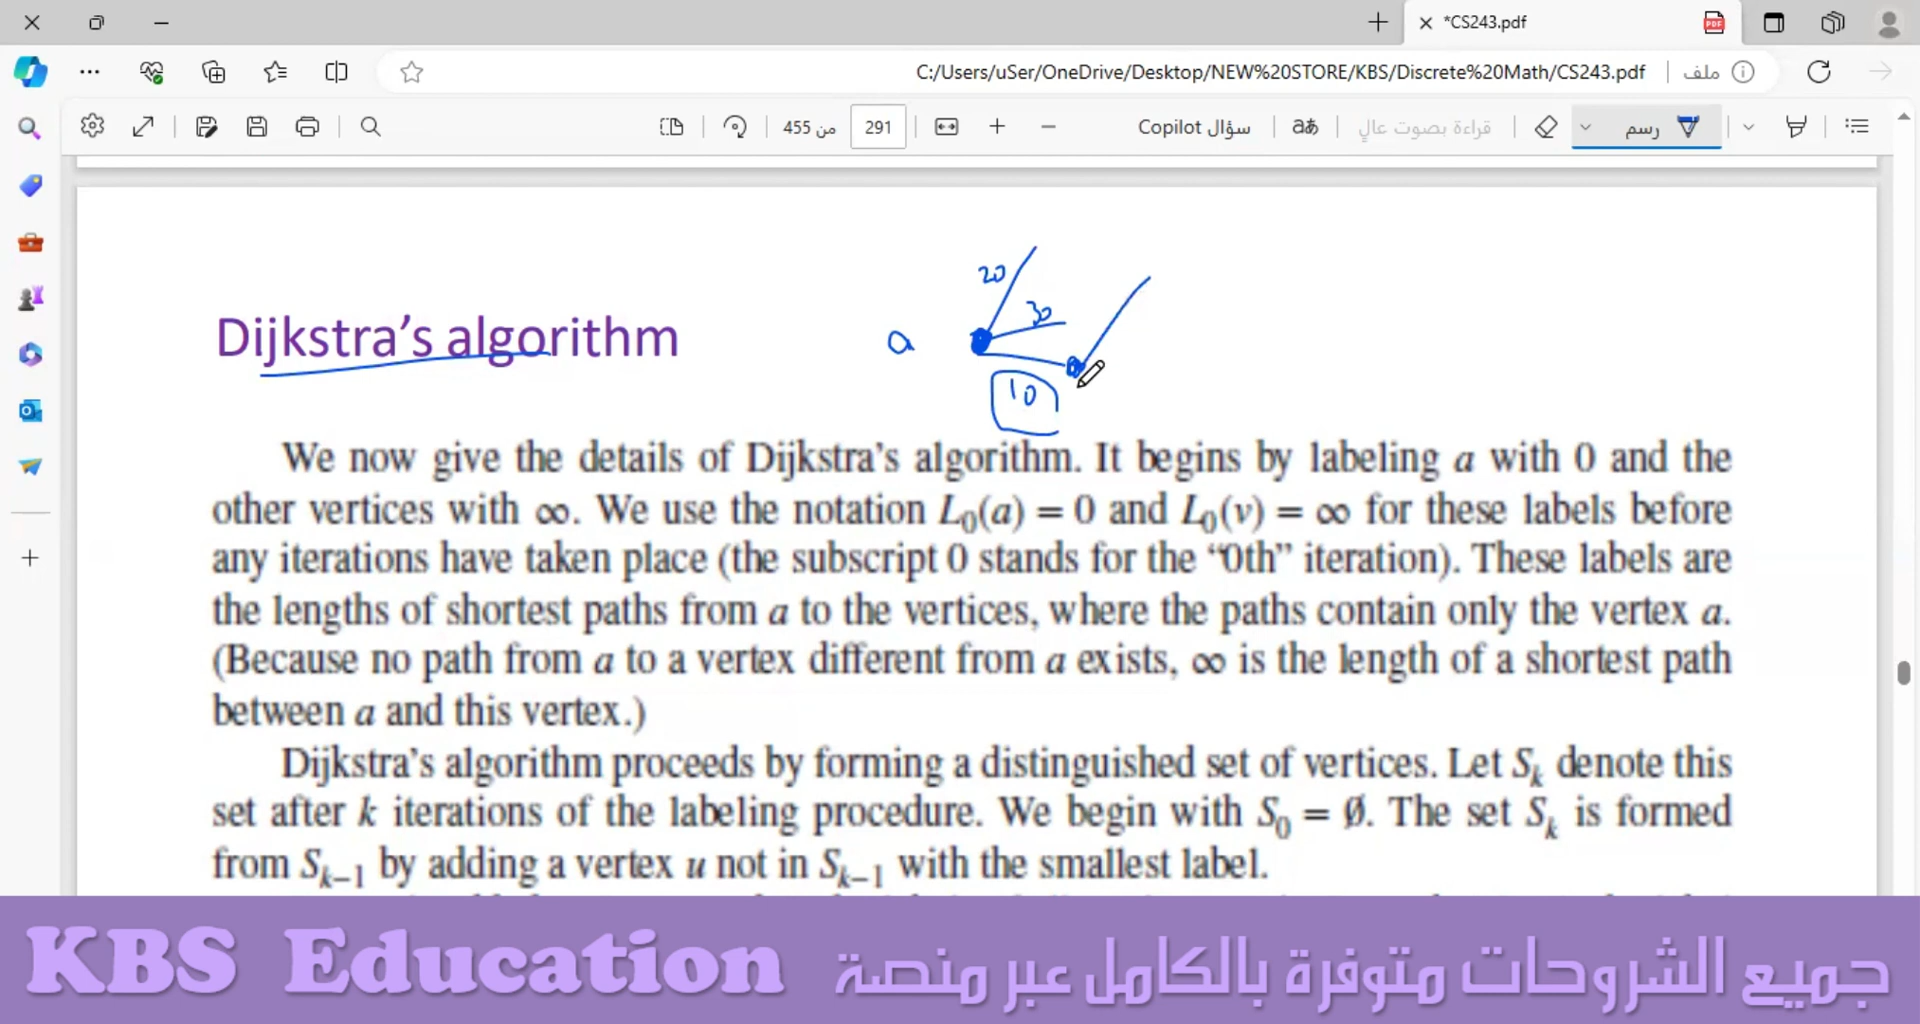 *CS243.pdf
C:/Users/uSer/OneDrive/Desktop/NEW%20STORE/KBS/Discrete%20Math/CS243.pdf
ملف
455 من
291
سؤال Copilot
aあ
قراءة بصوت عالٍ
رسم
Dijkstra's algorithm
20
30
a
10
We now give the details of Dijkstra's algorithm. It begins by labeling a with 0 and the
other vertices with ∞. We use the notation L₀(a) = 0 and L₀(v) = ∞ for these labels before
any iterations have taken place (the subscript 0 stands for the "0th" iteration). These labels are
the lengths of shortest paths from a to the vertices, where the paths contain only the vertex a.
(Because no path from a to a vertex different from a exists, ∞ is the length of a shortest path
between a and this vertex.)
Dijkstra's algorithm proceeds by forming a distinguished set of vertices. Let Sₖ denote this
set after k iterations of the labeling procedure. We begin with S₀ = Ø. The set Sₖ is formed
from Sₖ₋₁ by adding a vertex u not in Sₖ₋₁ with the smallest label.
KBS Education جميع الشروحات متوفرة بالكامل عبر منصة